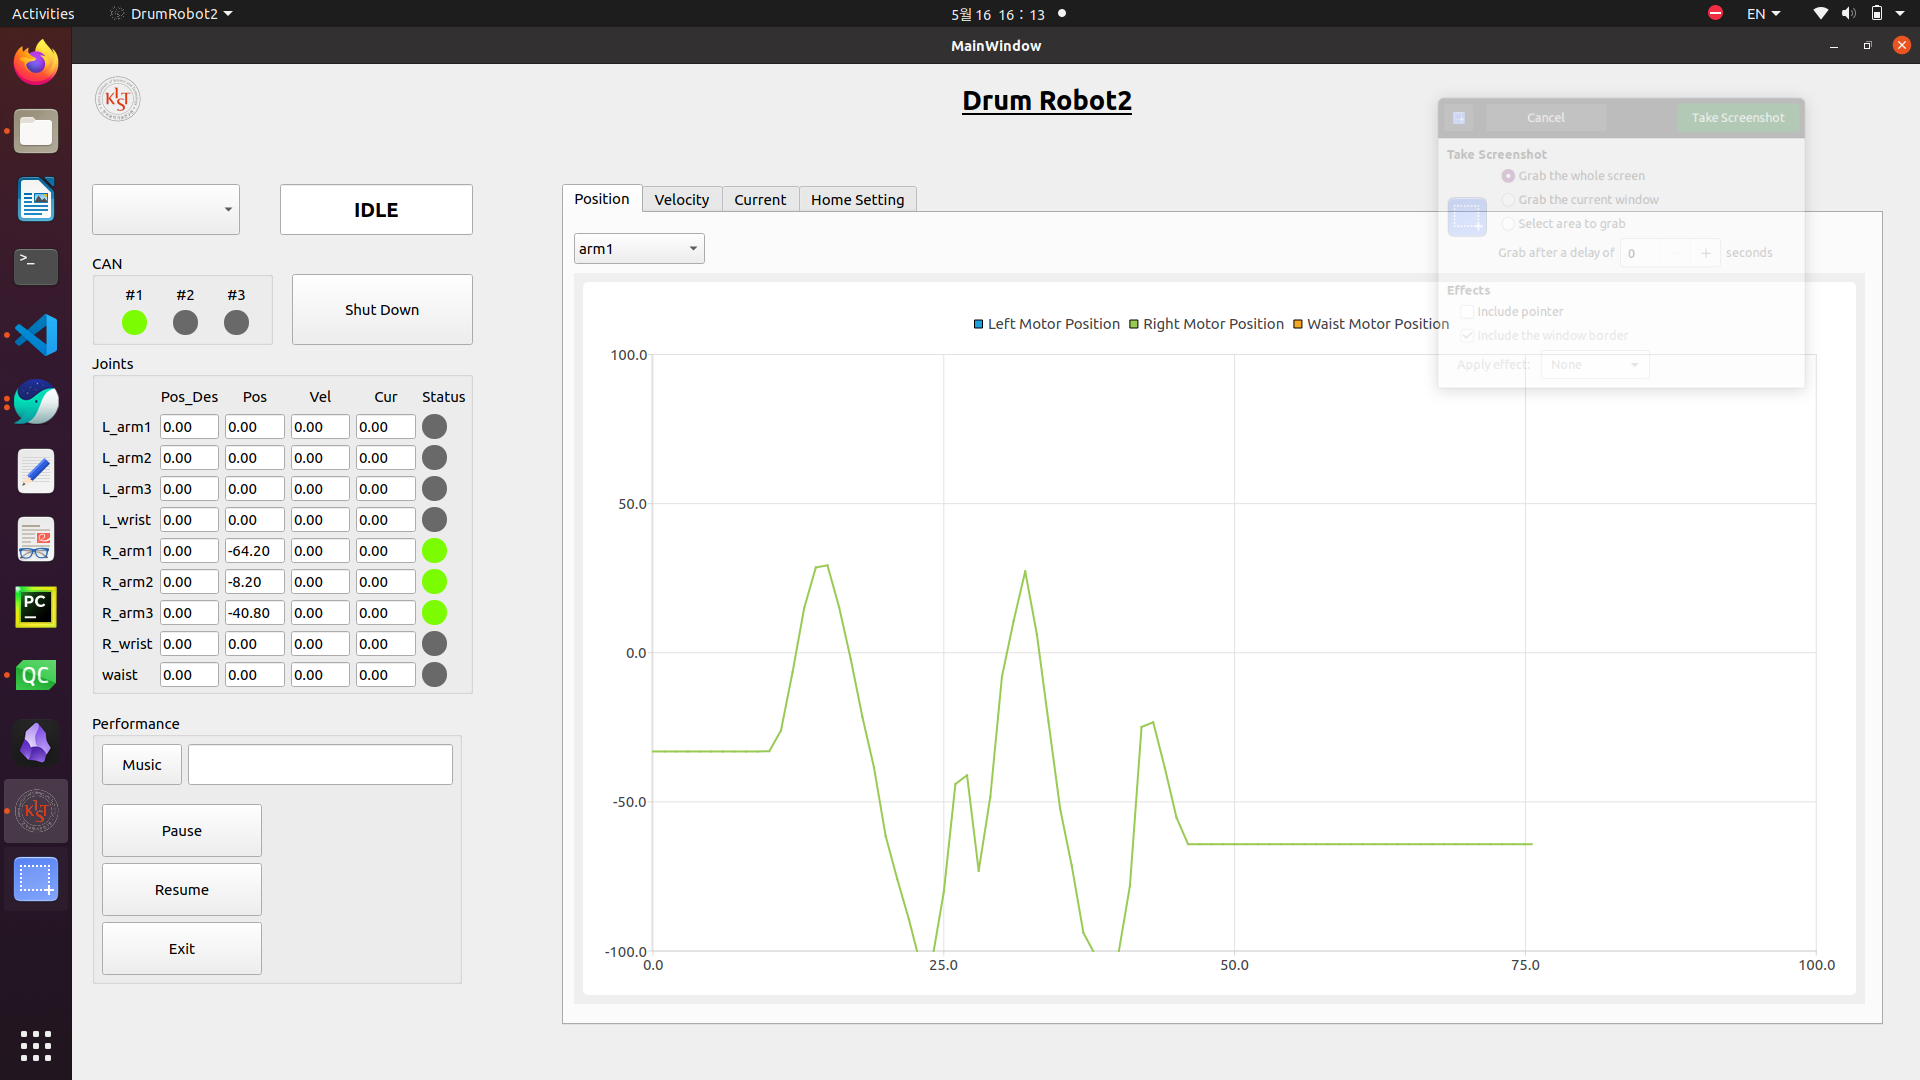 Activities DrumRobot2 5월 16 16 : 13 EN
MainWindow
KIST
Drum Robot2
Cancel Take Screenshot
Take Screenshot
Grab the whole screen
Grab the current window
Select area to grab
Grab after a delay of 0 seconds
Effects
Include pointer
Include the window border
Apply effect: None
IDLE
CAN
#1 #2 #3
Shut Down
Joints
Pos_Des Pos Vel Cur Status
L_arm1 0.00 0.00 0.00 0.00
L_arm2 0.00 0.00 0.00 0.00
L_arm3 0.00 0.00 0.00 0.00
L_wrist 0.00 0.00 0.00 0.00
R_arm1 0.00 -64.20 0.00 0.00
R_arm2 0.00 -8.20 0.00 0.00
R_arm3 0.00 -40.80 0.00 0.00
R_wrist 0.00 0.00 0.00 0.00
waist 0.00 0.00 0.00 0.00
Performance
Music
Pause
Resume
Exit
Position Velocity Current Home Setting
arm1
Left Motor Position Right Motor Position Waist Motor Position
100.0
50.0
0.0
-50.0
-100.0
0.0 25.0 50.0 75.0 100.0
PC
QC
KIST